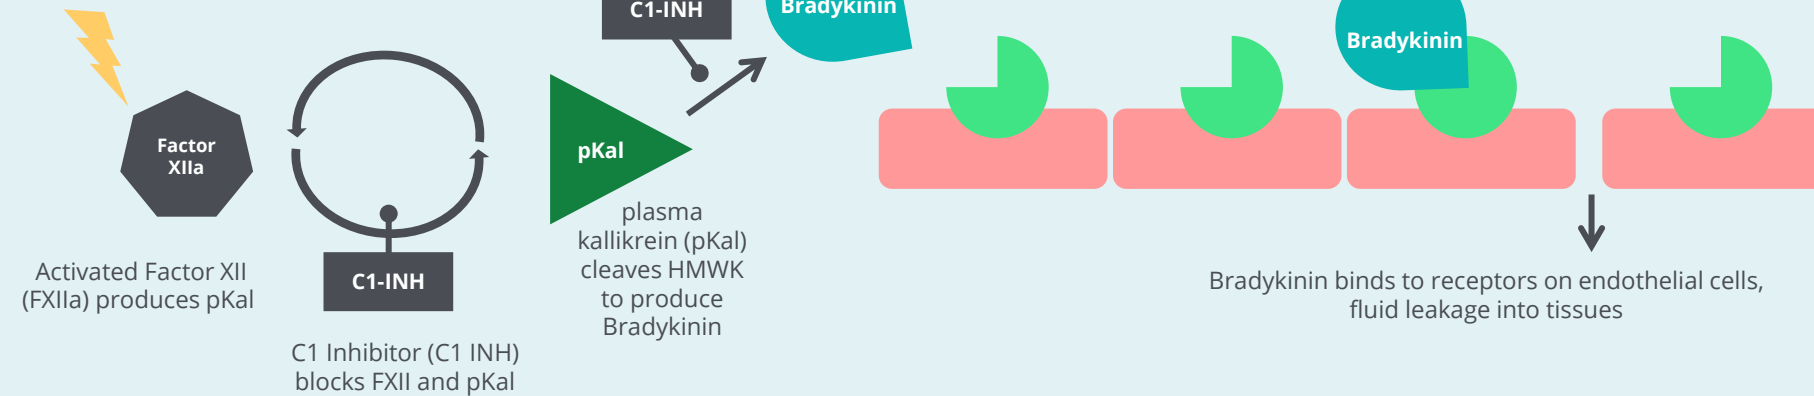 C1-INH
Bradykinin
Bradykinin
Factor
XIIa
pKal
plasma
kallikrein (pKal)
cleaves HMWK
to produce
Bradykinin
Activated Factor XII
(FXIIa) produces pKal
C1-INH
C1 Inhibitor (C1 INH)
blocks FXII and pKal
Bradykinin binds to receptors on endothelial cells,
fluid leakage into tissues